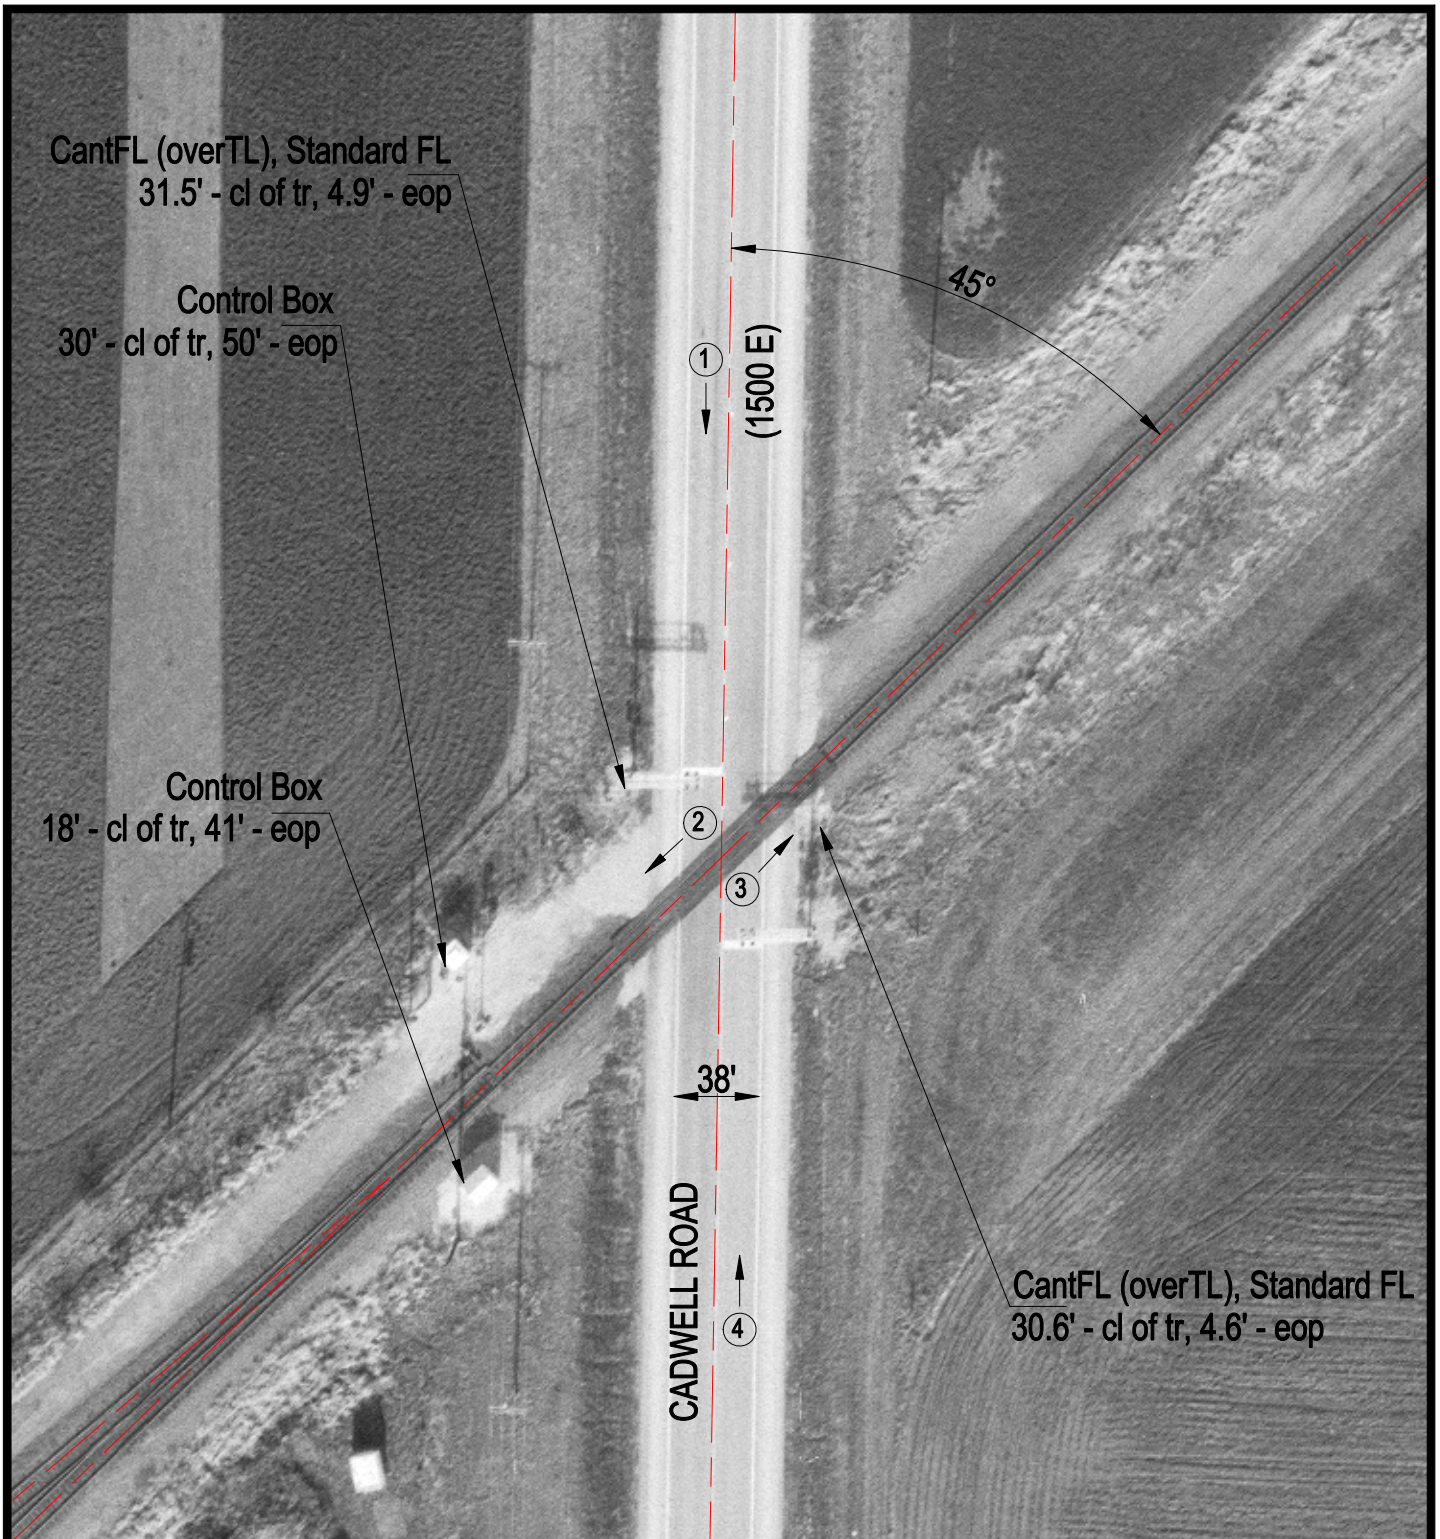 CantFL (overTL), Standard FL
31.5' - cl of tr, 4.9' - eop
45°
Control Box
30' - cl of tr, 50' - eop
1
(1500 E)
Control Box
18' - cl of tr, 41' - eop
2
3
38'
CADWELL ROAD
4
CantFL (overTL), Standard FL
30.6' - cl of tr, 4.6' - eop